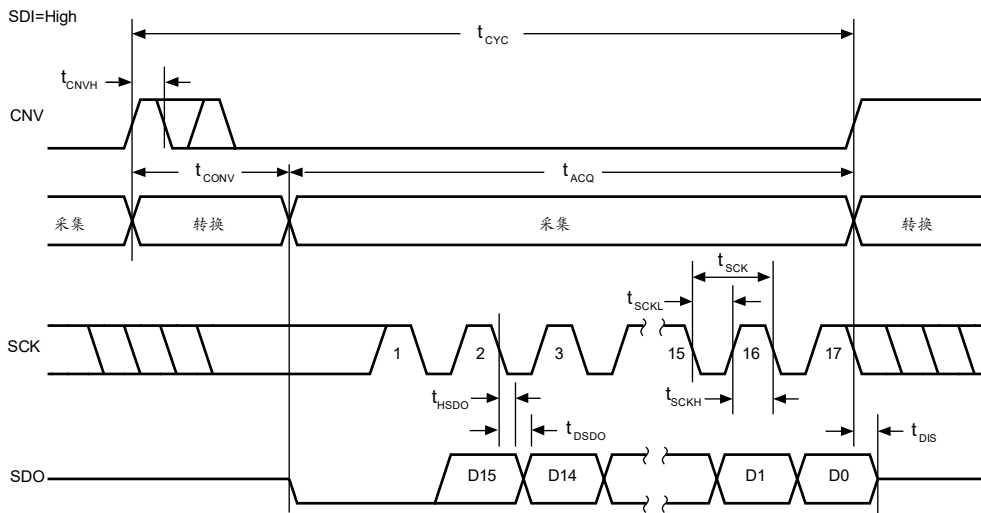 SDI=High
tCYC
tCNVH
CNV
tCONV
tACQ
采集
转换
采集
转换
tSCK
tSCKL
SCK
1
2
3
15
16
17
tHSDO
tSCKH
tDSDO
tDIS
SDO
D15
D14
D1
D0